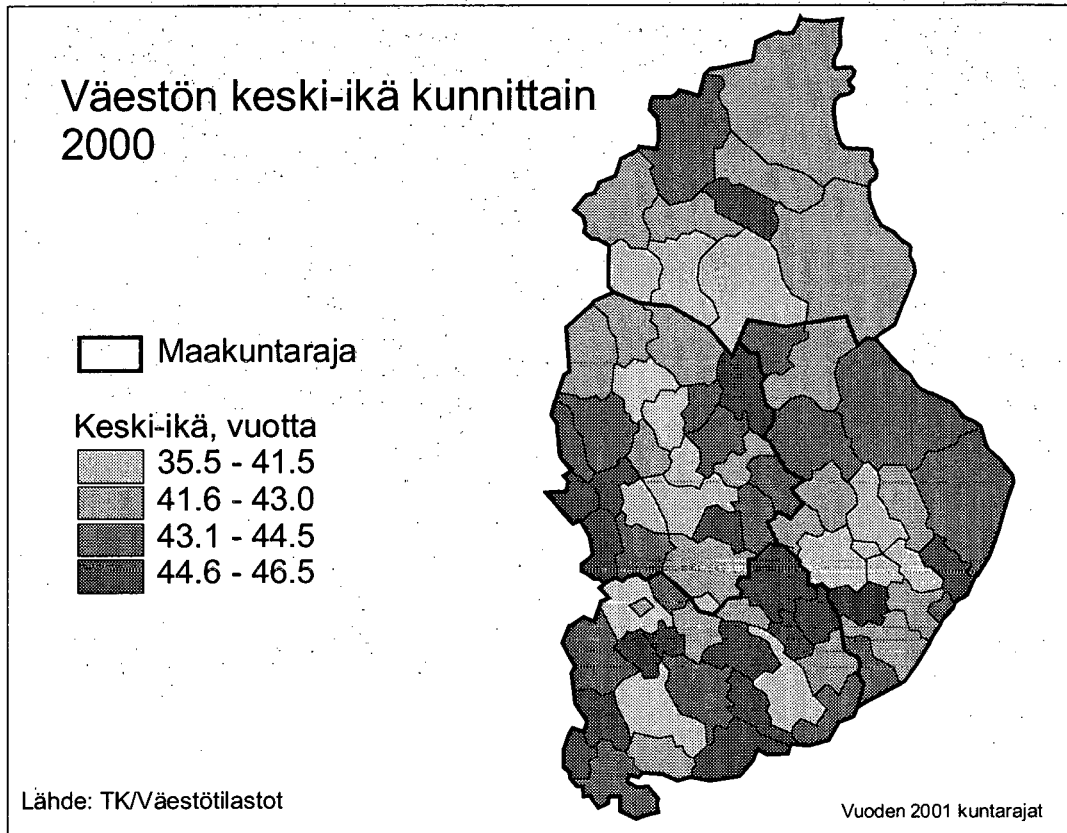 Väestön keski-ikä kunnittain
2000
Maakuntaraja
Keski-ikä, vuotta
35.5 - 41.5
41.6 - 43.0
43.1 - 44.5
44.6 - 46.5
Lähde: TK/Väestötilastot
Vuoden 2001 kuntarajat